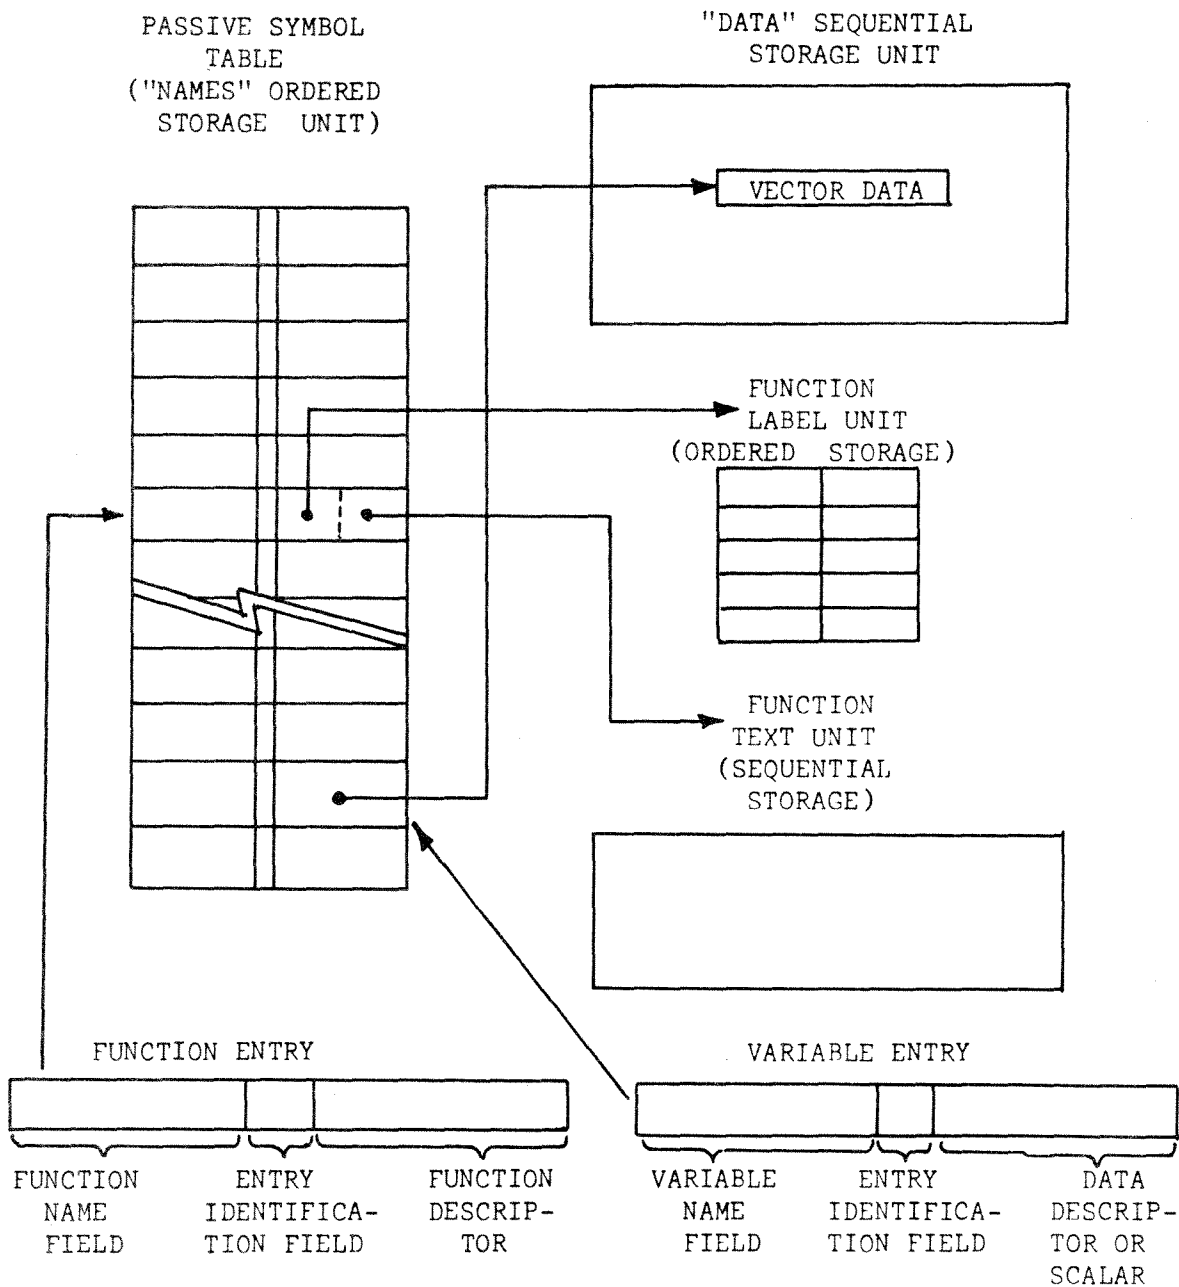 PASSIVE SYMBOL
TABLE
("NAMES" ORDERED
STORAGE UNIT)
"DATA" SEQUENTIAL
STORAGE UNIT
VECTOR DATA
FUNCTION
LABEL UNIT
(ORDERED STORAGE)
FUNCTION
TEXT UNIT
(SEQUENTIAL
STORAGE)
FUNCTION ENTRY
FUNCTION
NAME
FIELD
ENTRY
IDENTIFICA-
TION FIELD
FUNCTION
DESCRIP-
TOR
VARIABLE ENTRY
VARIABLE
NAME
FIELD
ENTRY
IDENTIFICA-
TION FIELD
DATA
DESCRIP-
TOR OR
SCALAR